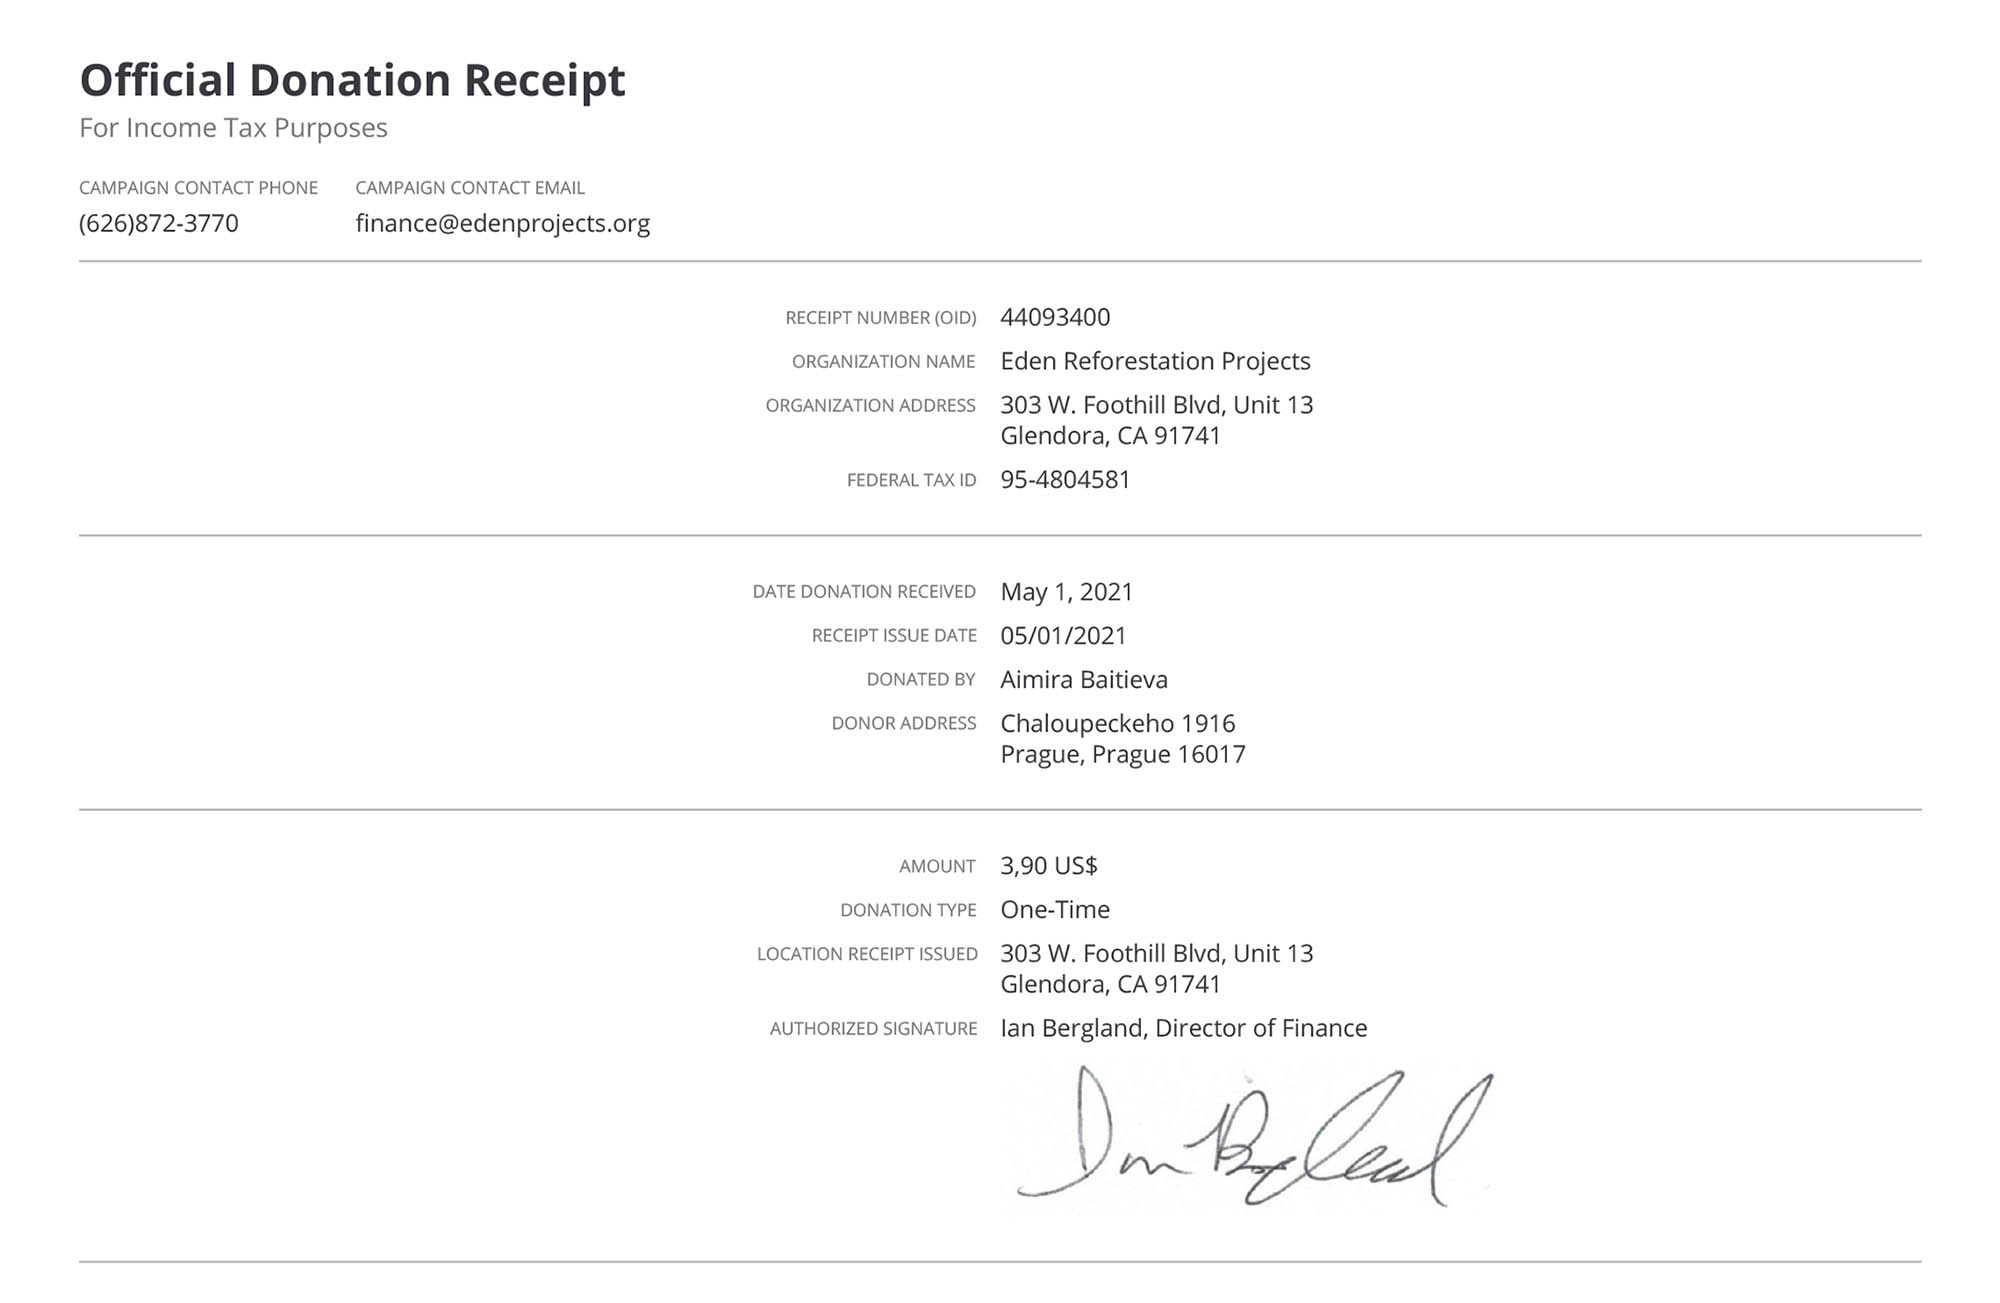 Official Donation Receipt
For Income Tax Purposes
CAMPAIGN CONTACT PHONE CAMPAIGN CONTACT EMAIL
(626)872-3770 finance@edenprojects.org
RECEIPT NUMBER (OID) 44093400
ORGANIZATION NAME Eden Reforestation Projects
ORGANIZATION ADDRESS 303 W. Foothill Blvd, Unit 13
Glendora, CA 91741
FEDERAL TAX ID 95-4804581
DATE DONATION RECEIVED May 1, 2021
RECEIPT ISSUE DATE 05/01/2021
DONATED BY Aimira Baitieva
DONOR ADDRESS Chaloupeckeho 1916
Prague, Prague 16017
AMOUNT 3,90 US$
DONATION TYPE One-Time
LOCATION RECEIPT ISSUED 303 W. Foothill Blvd, Unit 13
Glendora, CA 91741
AUTHORIZED SIGNATURE Ian Bergland, Director of Finance